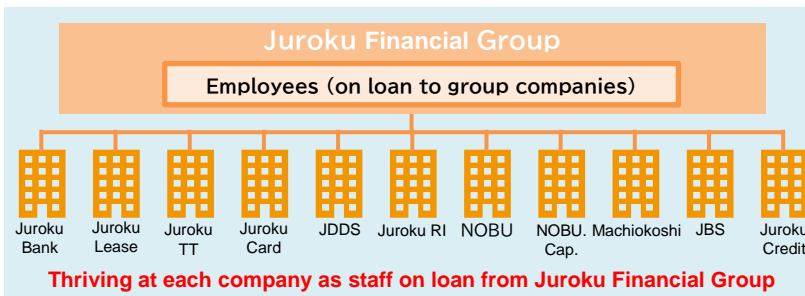 Juroku Financial Group
Employees (on loan to group companies)
Juroku Bank
Juroku Lease
Juroku TT
Juroku Card
JDDS
Juroku RI
NOBU
NOBU. Cap.
Machiokoshi
JBS
Juroku Credit
Thriving at each company as staff on loan from Juroku Financial Group